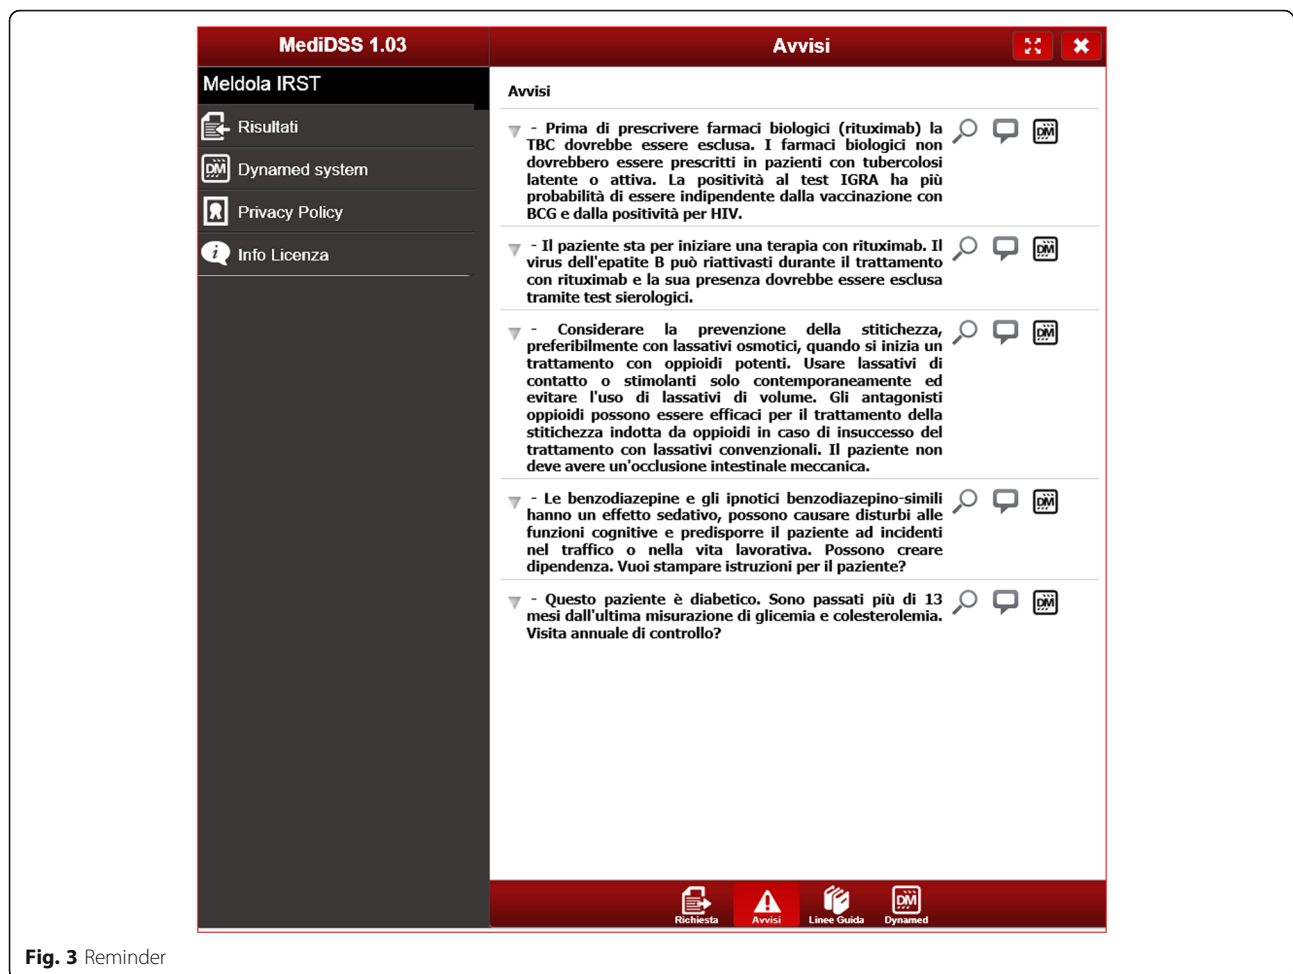 MediDSS 1.03
Avvisi
Meldola IRST
Risultati
Dynamed system
Privacy Policy
Info Licenza
Avvisi
- Prima di prescrivere farmaci biologici (rituximab) la
TBC dovrebbe essere esclusa. I farmaci biologici non
dovrebbero essere prescritti in pazienti con tubercolosi
latente o attiva. La positività al test IGRA ha più
probabilità di essere indipendente dalla vaccinazione con
BCG e dalla positività per HIV.
- Il paziente sta per iniziare una terapia con rituximab. Il
virus dell'epatite B può riattivasti durante il trattamento
con rituximab e la sua presenza dovrebbe essere esclusa
tramite test sierologici.
- Considerare la prevenzione della stitichezza,
preferibilmente con lassativi osmotici, quando si inizia un
trattamento con oppioidi potenti. Usare lassativi di
contatto o stimolanti solo contemporaneamente ed
evitare l'uso di lassativi di volume. Gli antagonisti
oppioidi possono essere efficaci per il trattamento della
stitichezza indotta da oppioidi in caso di insuccesso del
trattamento con lassativi convenzionali. Il paziente non
deve avere un'occlusione intestinale meccanica.
- Le benzodiazepine e gli ipnotici benzodiazepino-simili
hanno un effetto sedativo, possono causare disturbi alle
funzioni cognitive e predisporre il paziente ad incidenti
nel traffico o nella vita lavorativa. Possono creare
dipendenza. Vuoi stampare istruzioni per il paziente?
- Questo paziente è diabetico. Sono passati più di 13
mesi dall'ultima misurazione di glicemia e colesterolemia.
Visita annuale di controllo?
DM
DM
DM
DM
DM
DM
DM
Richiesta
Avvisi
Linee Guida
Dynamed
Fig. 3 Reminder